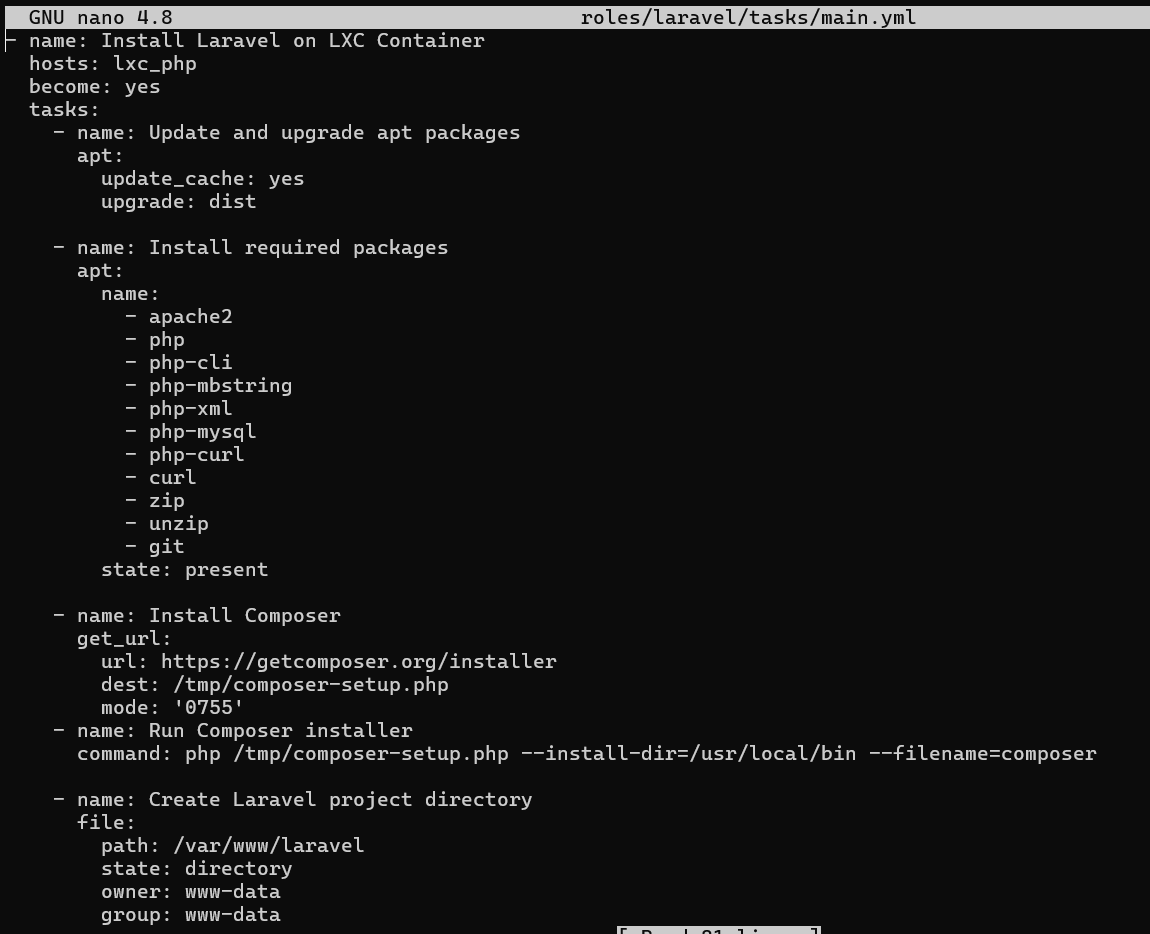 GNU nano 4.8 roles/laravel/tasks/main.yml
- name: Install Laravel on LXC Container
  hosts: lxc_php
  become: yes
  tasks:
    - name: Update and upgrade apt packages
      apt:
        update_cache: yes
        upgrade: dist

    - name: Install required packages
      apt:
        name:
          - apache2
          - php
          - php-cli
          - php-mbstring
          - php-xml
          - php-mysql
          - php-curl
          - curl
          - zip
          - unzip
          - git
        state: present

    - name: Install Composer
      get_url:
        url: https://getcomposer.org/installer
        dest: /tmp/composer-setup.php
        mode: '0755'
    - name: Run Composer installer
      command: php /tmp/composer-setup.php --install-dir=/usr/local/bin --filename=composer

    - name: Create Laravel project directory
      file:
        path: /var/www/laravel
        state: directory
        owner: www-data
        group: www-data